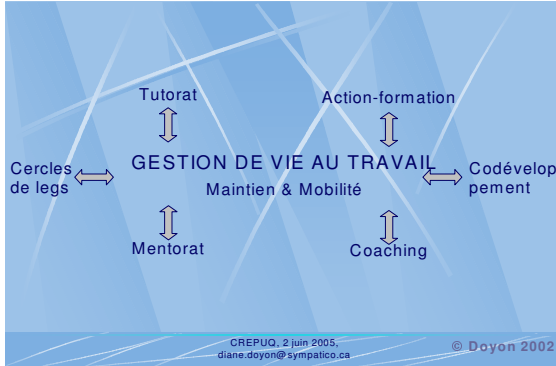 Tutorat
Action-formation
GESTION DE VIE AU TRAVAIL
Cercles
de legs
Maintien & Mobilité
Codévelop
pement
Mentorat
Coaching
CREPUQ, 2 juin 2005,
diane.doyon@sympatico.ca
© Doyon 2002